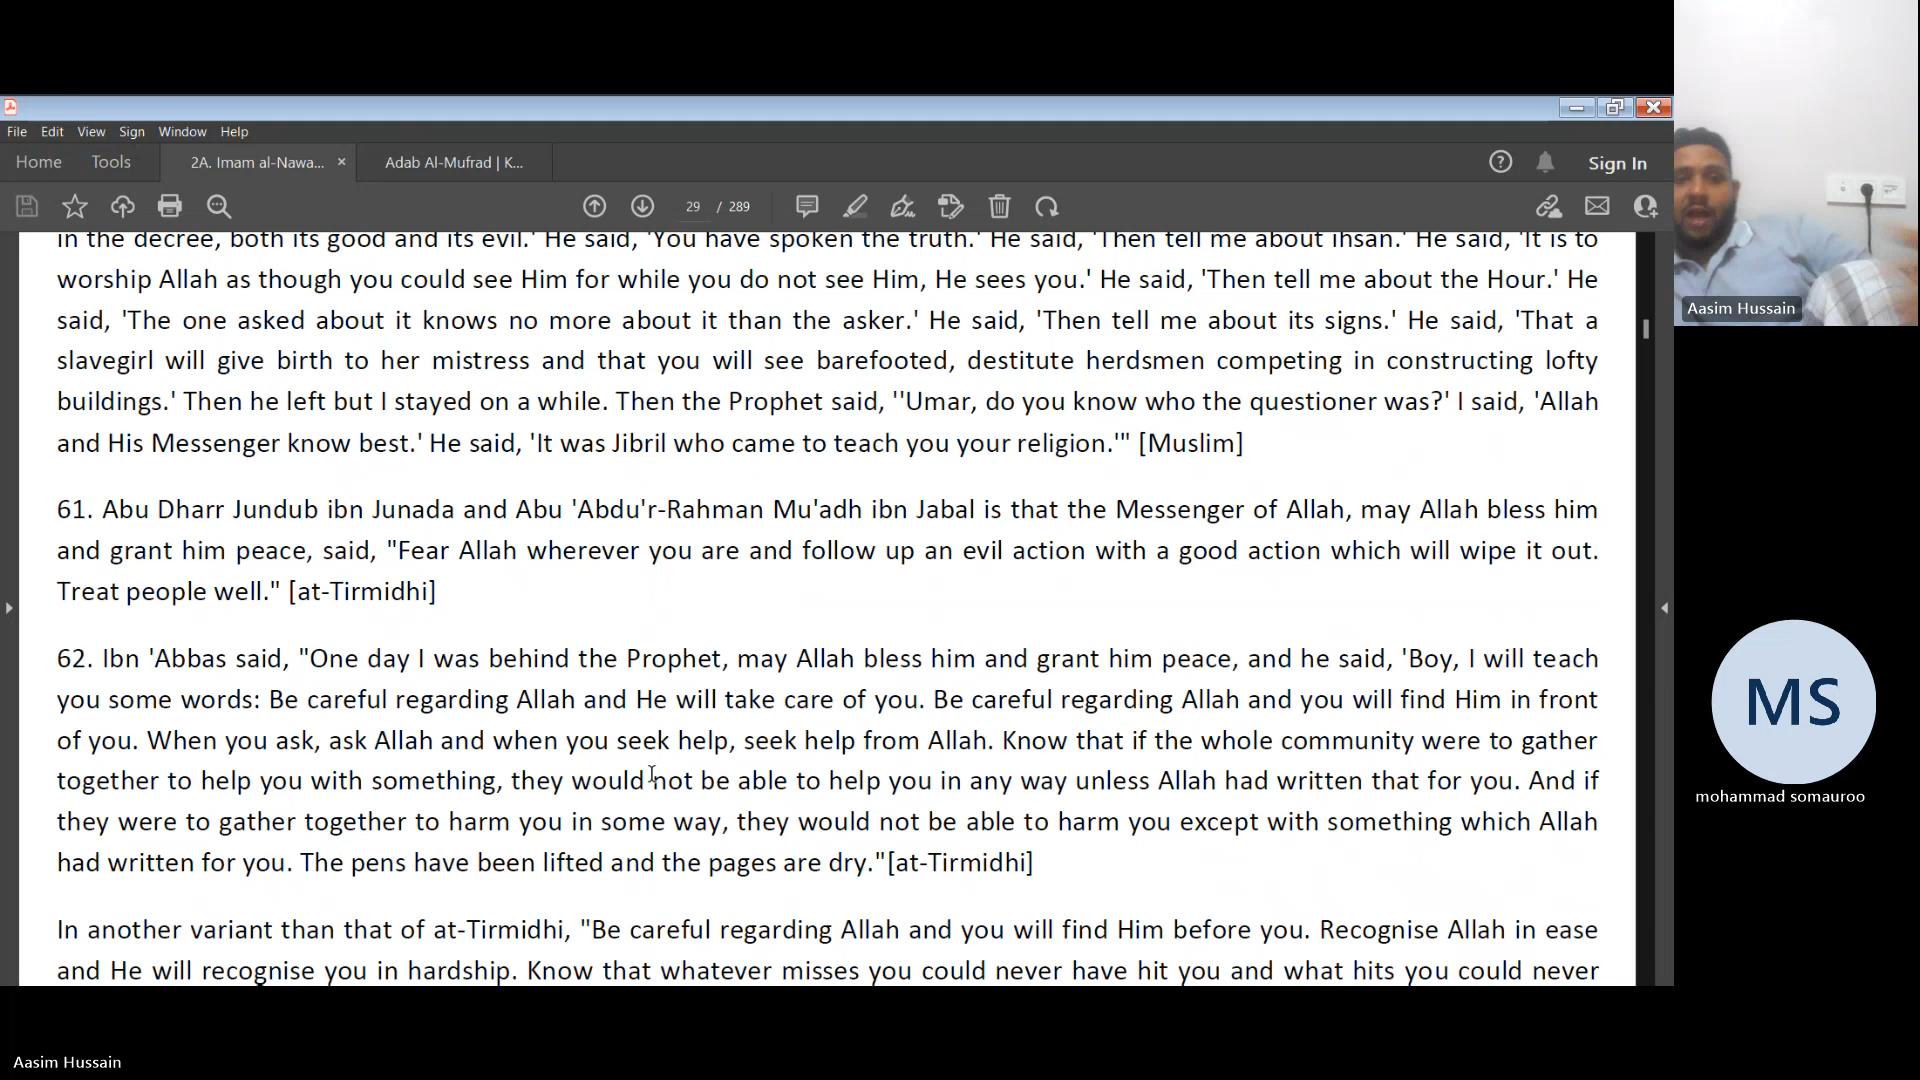 File Edit View Sign Window Help
Home Tools 2A. Imam al-Nawa... × Adab Al-Mufrad | K... Sign In
29 / 289
in the decree, both its good and its evil.' He said, 'You have spoken the truth.' He said, 'Then tell me about ihsan.' He said, 'It is to
worship Allah as though you could see Him for while you do not see Him, He sees you.' He said, 'Then tell me about the Hour.' He
said, 'The one asked about it knows no more about it than the asker.' He said, 'Then tell me about its signs.' He said, 'That a
slavegirl will give birth to her mistress and that you will see barefooted, destitute herdsmen competing in constructing lofty
buildings.' Then he left but I stayed on a while. Then the Prophet said, ''Umar, do you know who the questioner was?' I said, 'Allah
and His Messenger know best.' He said, 'It was Jibril who came to teach you your religion.'" [Muslim]
61. Abu Dharr Jundub ibn Junada and Abu 'Abdu'r-Rahman Mu'adh ibn Jabal is that the Messenger of Allah, may Allah bless him
and grant him peace, said, "Fear Allah wherever you are and follow up an evil action with a good action which will wipe it out.
Treat people well." [at-Tirmidhi]
62. Ibn 'Abbas said, "One day I was behind the Prophet, may Allah bless him and grant him peace, and he said, 'Boy, I will teach
you some words: Be careful regarding Allah and He will take care of you. Be careful regarding Allah and you will find Him in front
of you. When you ask, ask Allah and when you seek help, seek help from Allah. Know that if the whole community were to gather
together to help you with something, they would not be able to help you in any way unless Allah had written that for you. And if
they were to gather together to harm you in some way, they would not be able to harm you except with something which Allah
had written for you. The pens have been lifted and the pages are dry."[at-Tirmidhi]
In another variant than that of at-Tirmidhi, "Be careful regarding Allah and you will find Him before you. Recognise Allah in ease
and He will recognise you in hardship. Know that whatever misses you could never have hit you and what hits you could never
Aasim Hussain
MS
mohammad somauroo
Aasim Hussain